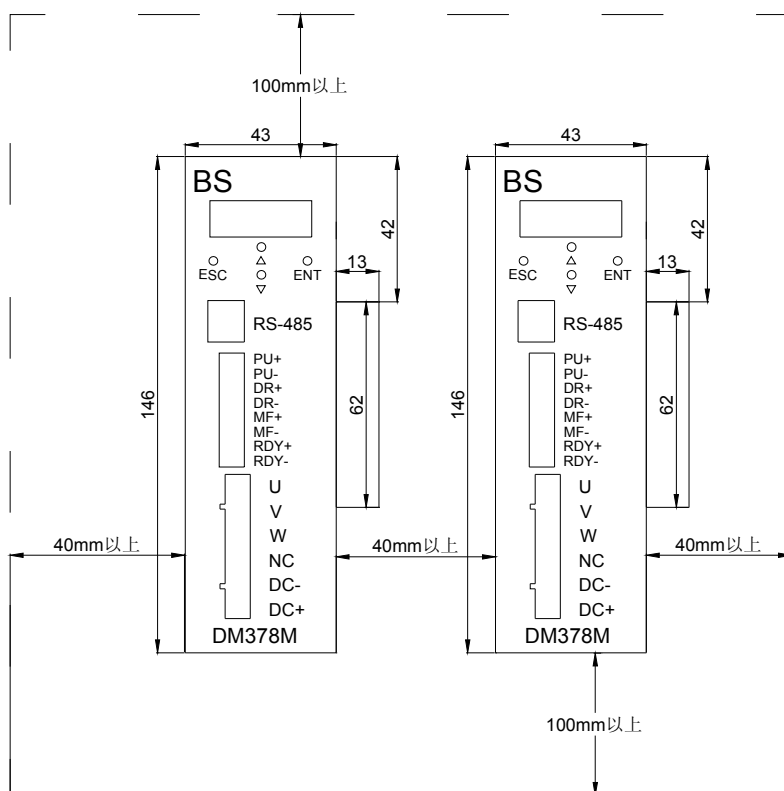 100mm以上
43
43
BS
BS
42
42
ESC
ENT
ESC
ENT
13
13
RS-485
RS-485
146
PU+
PU-
DR+
DR-
MF+
MF-
RDY+
RDY-
62
146
PU+
PU-
DR+
DR-
MF+
MF-
RDY+
RDY-
62
U
V
W
NC
DC-
DC+
U
V
W
NC
DC-
DC+
40mm以上
40mm以上
40mm以上
DM378M
DM378M
100mm以上